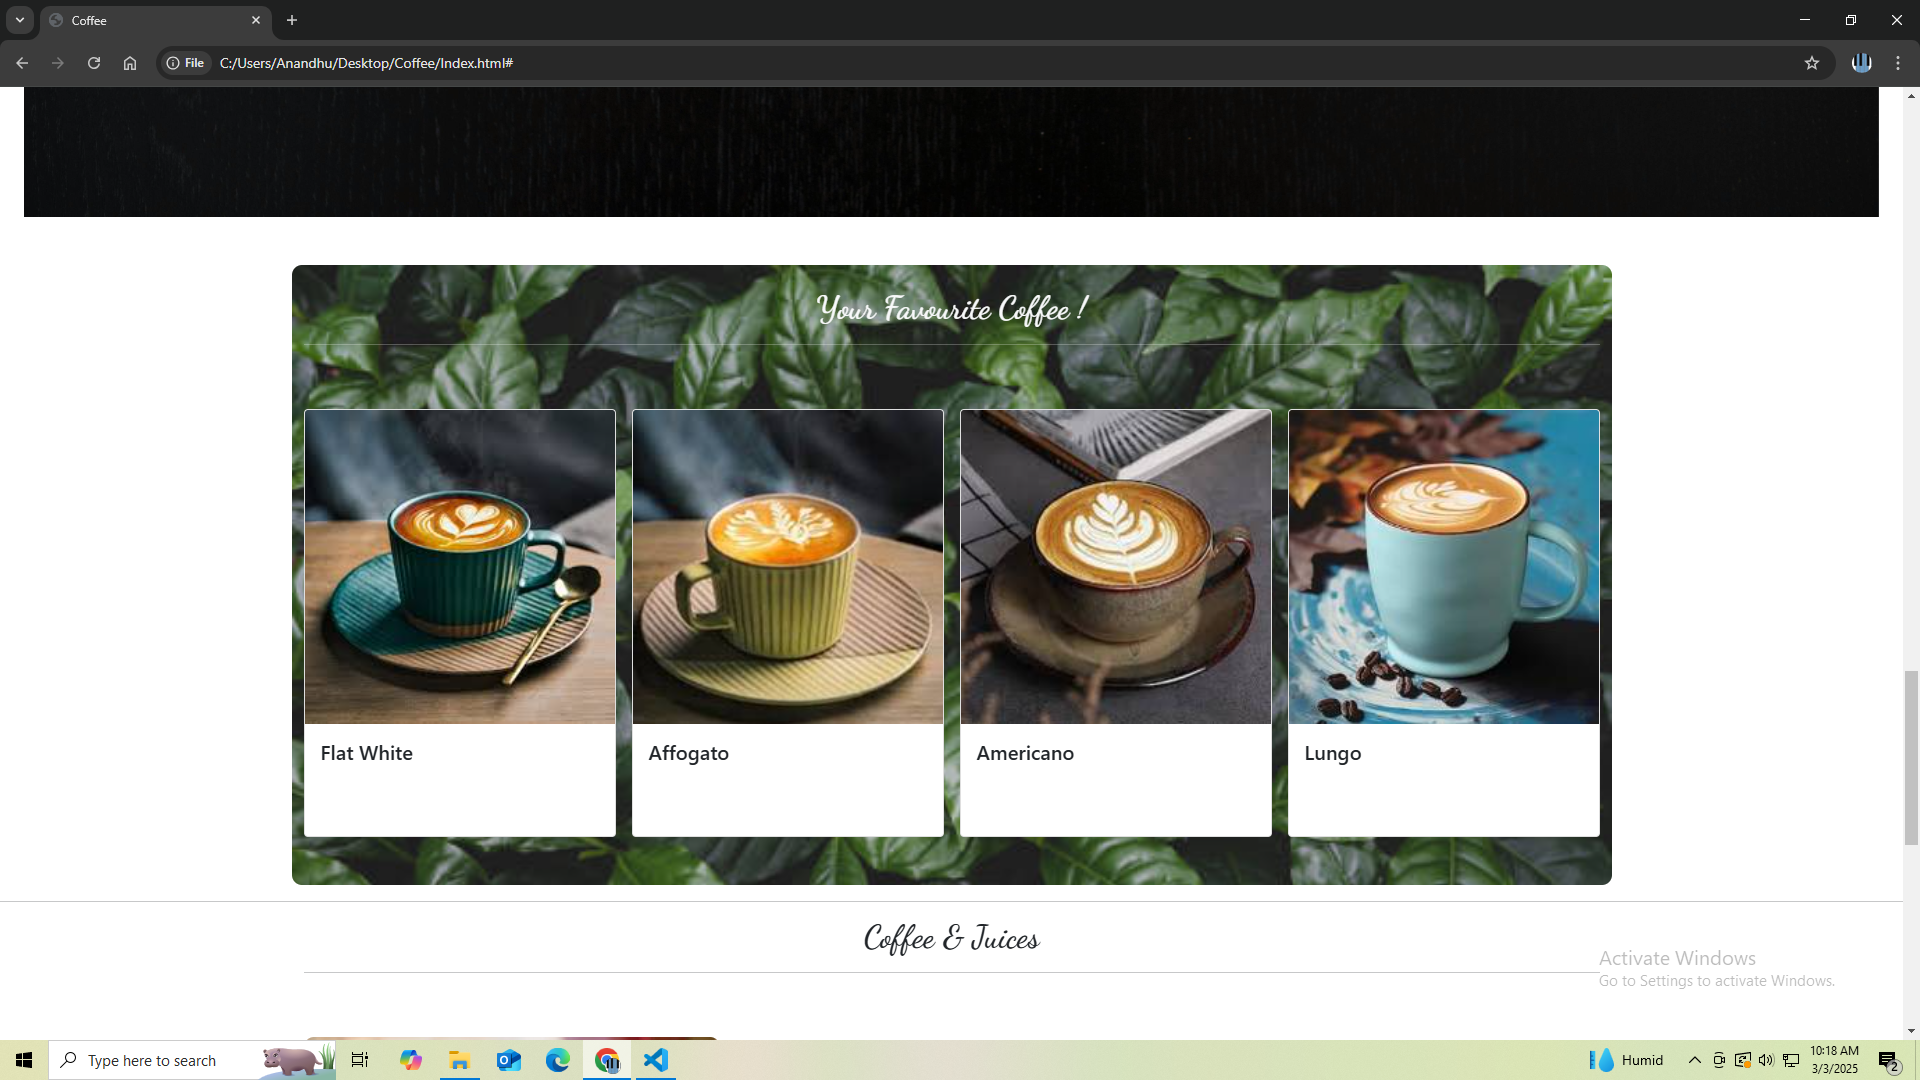 Coffee
File
C:/Users/Anandhu/Desktop/Coffee/Index.html#
Your Favourite Coffee !
Flat White
Affogato
Americano
Lungo
Coffee & Juices
Activate Windows
Go to Settings to activate Windows.
Type here to search
Humid
10:18 AM
3/3/2025
2